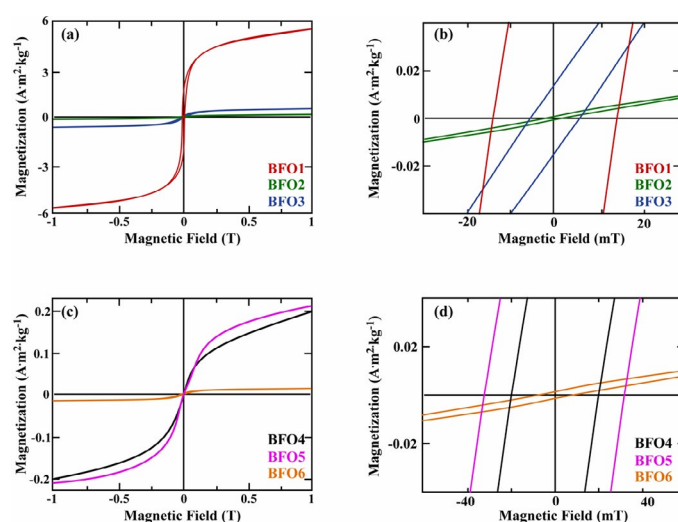 (a)
6
3
0
-3
-6
Magnetization (A·m²·kg⁻¹)
BFO1
BFO2
BFO3
-1
-0.5
0
0.5
1
Magnetic Field (T)
(b)
0.02
0
-0.02
Magnetization (A·m²·kg⁻¹)
BFO1
BFO2
BFO3
-20
0
20
Magnetic Field (mT)
(c)
0.2
0.1
0
-0.1
-0.2
Magnetization (A·m²·kg⁻¹)
BFO4
BFO5
BFO6
-1
-0.5
0
0.5
1
Magnetic Field (T)
(d)
0.02
0
-0.02
Magnetization (A·m²·kg⁻¹)
BFO4
BFO5
BFO6
-40
0
40
Magnetic Field (mT)